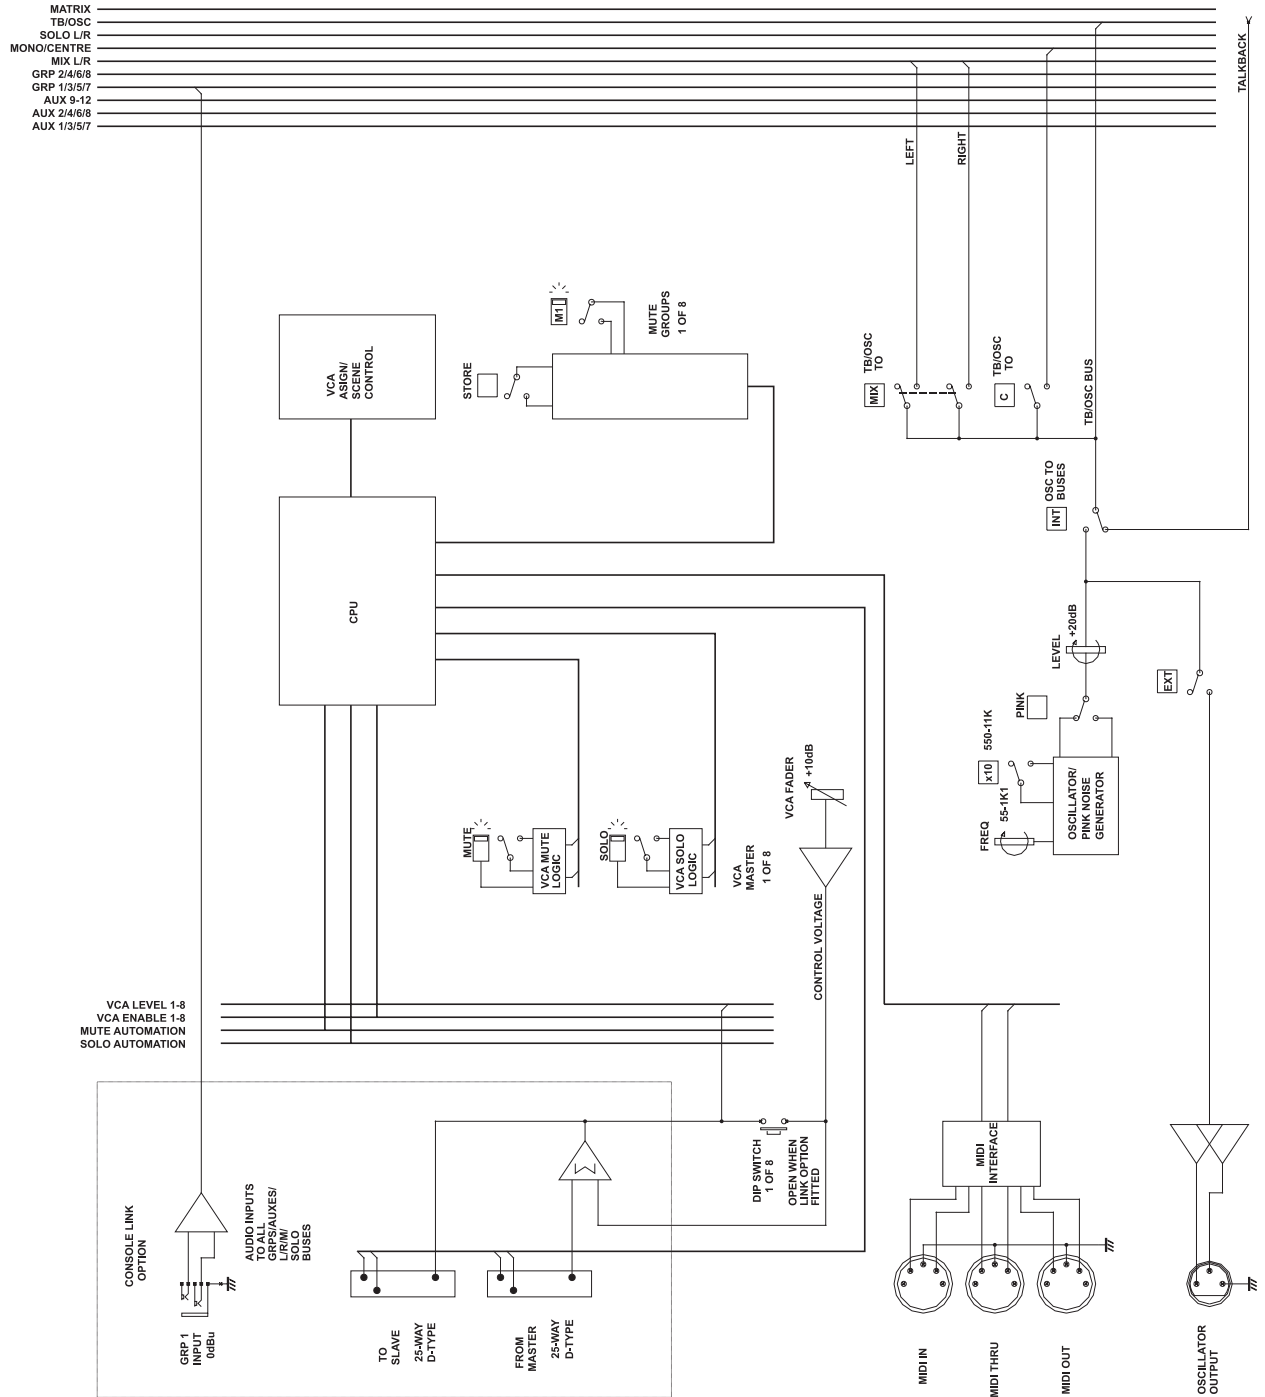 MATRIX
TB/OSC
SOLO L/R
MONO/CENTRE
MIX L/R
GRP 2/4/6/8
GRP 1/3/5/7
AUX 9-12
AUX 2/4/6/8
AUX 1/3/5/7
TALKBACK
LEFT
RIGHT
M1
MUTE
GROUPS
1 OF 8
STORE
VCA
ASIGN/
SCENE
CONTROL
TB/OSC
TO
MIX
TB/OSC
TO
C
TB/OSC BUS
OSC TO
BUSES
INT
CPU
LEVEL
+20dB
EXT
PINK
550-11K
x10
55-1K1
FREQ
OSCILLATOR/
PINK NOISE
GENERATOR
VCA FADER
+10dB
MUTE
VCA MUTE
LOGIC
SOLO
VCA SOLO
LOGIC
VCA
MASTER
1 OF 8
CONTROL VOLTAGE
VCA LEVEL 1-8
VCA ENABLE 1-8
MUTE AUTOMATION
SOLO AUTOMATION
CONSOLE LINK
OPTION
AUDIO INPUTS
TO ALL
GRPS/AUXES/
L/R/M/
SOLO
BUSES
DIP SWITCH
1 OF 8
OPEN WHEN
LINK OPTION
FITTED
MIDI
INTERFACE
GRP 1
INPUT
0dBu
TO
SLAVE
25-WAY
D-TYPE
FROM
MASTER
25-WAY
D-TYPE
MIDI IN
MIDI THRU
MIDI OUT
OSCILLATOR
OUTPUT